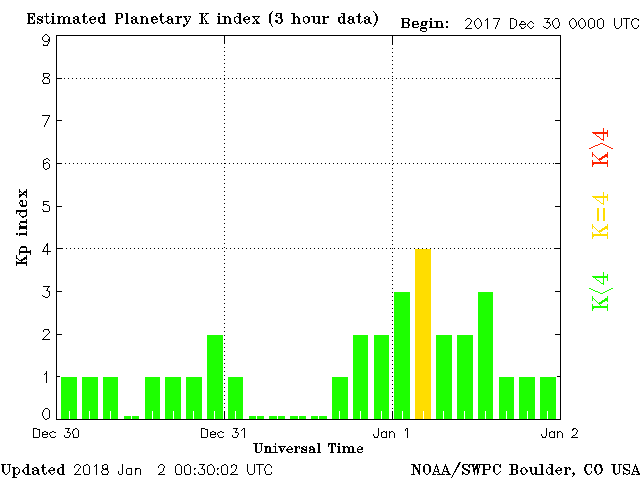 Estimated Planetary K index (3 hour data)   Begin:  2017 Dec 30 0000 UTC
9
8
7
6
5
4
3
2
1
0
Kp index
K<4 K=4 K>4
Dec 30 Dec 31 Jan 1 Jan 2
Universal Time
Updated 2018 Jan  2 00:30:02 UTC   NOAA/SWPC Boulder, CO USA